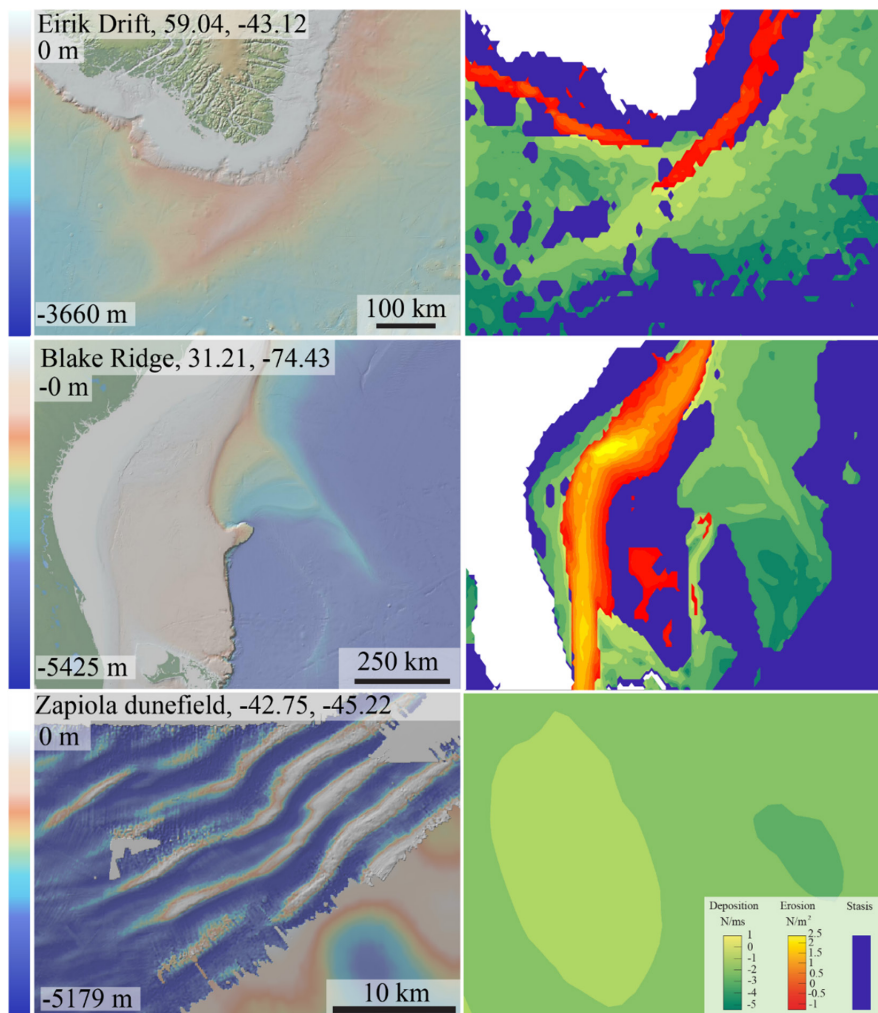 Eirik Drift, 59.04, -43.12
0 m
-3660 m
100 km
Blake Ridge, 31.21, -74.43
-0 m
-5425 m
250 km
Zapiola dunefield, -42.75, -45.22
0 m
-5179 m
10 km
Deposition Erosion Stasis
N/ms N/m²
1 2.5
0 2.0
-1 1.5
-2 1.0
-3 0.5
-4 0
-5 -0.5
-1